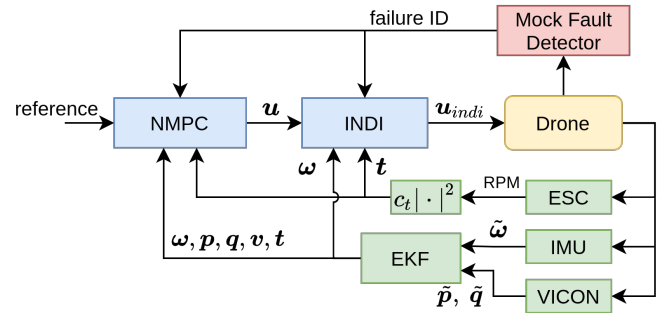 failure ID
Mock Fault
Detector
reference
NMPC
u
INDI
u_indi
Drone
ω
t
c_t|·|²
RPM
ESC
ω, p, q, v, t
EKF
ω̃
IMU
p̃, q̃
VICON